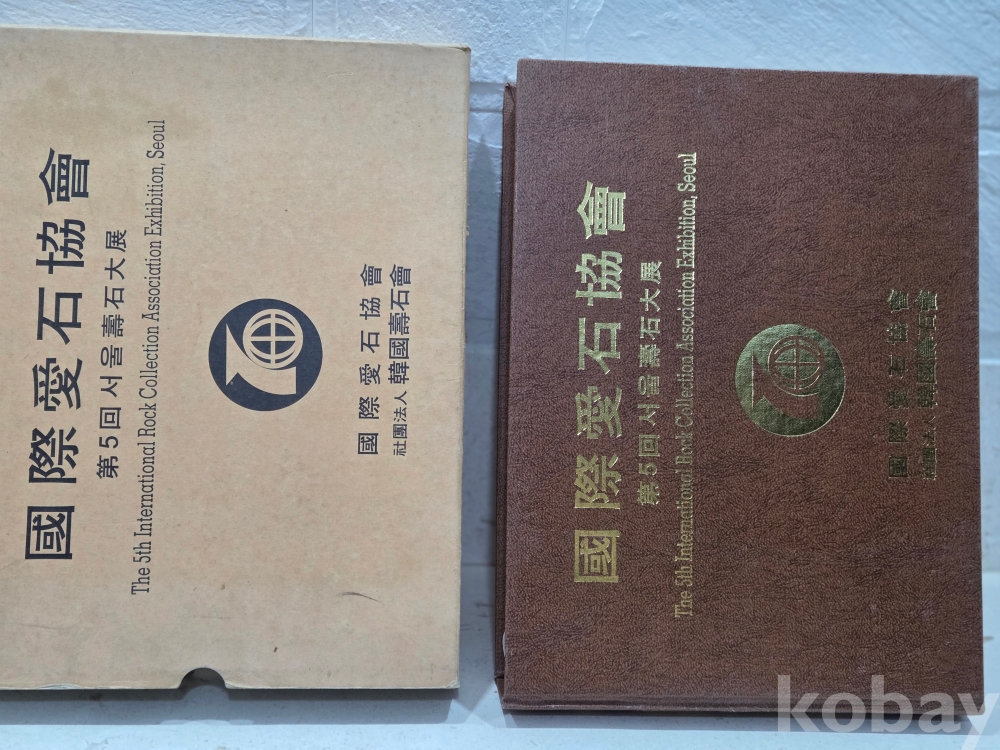 國際愛石協會
第5回 서울壽石大展
The 5th International Rock Collection Association Exhibition, Seoul
國際愛石協會
社團法人 韓國壽石會
國際愛石協會
第5回 서울壽石大展
The 5th International Rock Collection Association Exhibition, Seoul
國際愛石協會
社團法人 韓國壽石會
kobay